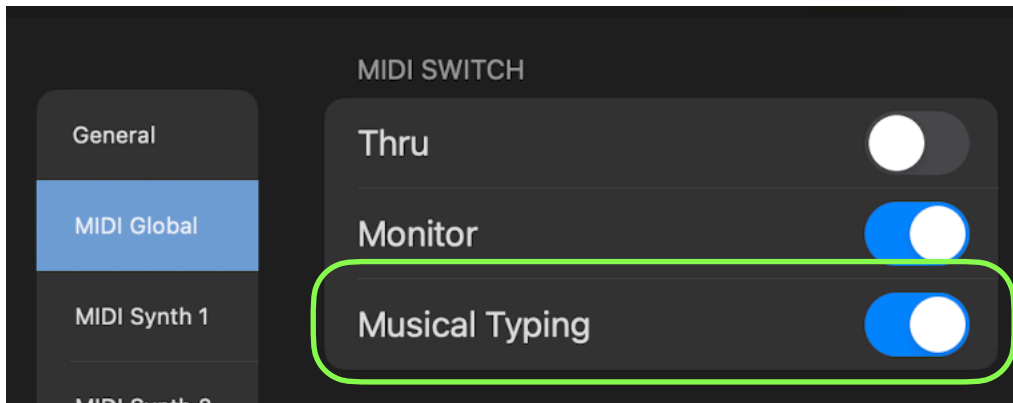 MIDI SWITCH
General
Thru
MIDI Global
Monitor
MIDI Synth 1
Musical Typing